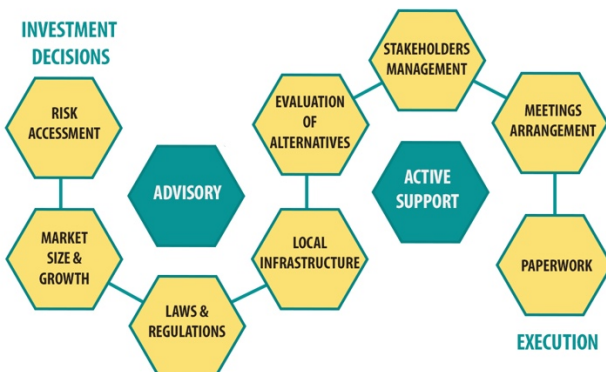 INVESTMENT
DECISIONS
RISK
ACCESSMENT
MARKET
SIZE &
GROWTH
ADVISORY
LAWS &
REGULATIONS
LOCAL
INFRASTRUCTURE
EVALUATION
OF
ALTERNATIVES
STAKEHOLDERS
MANAGEMENT
ACTIVE
SUPPORT
MEETINGS
ARRANGEMENT
PAPERWORK
EXECUTION